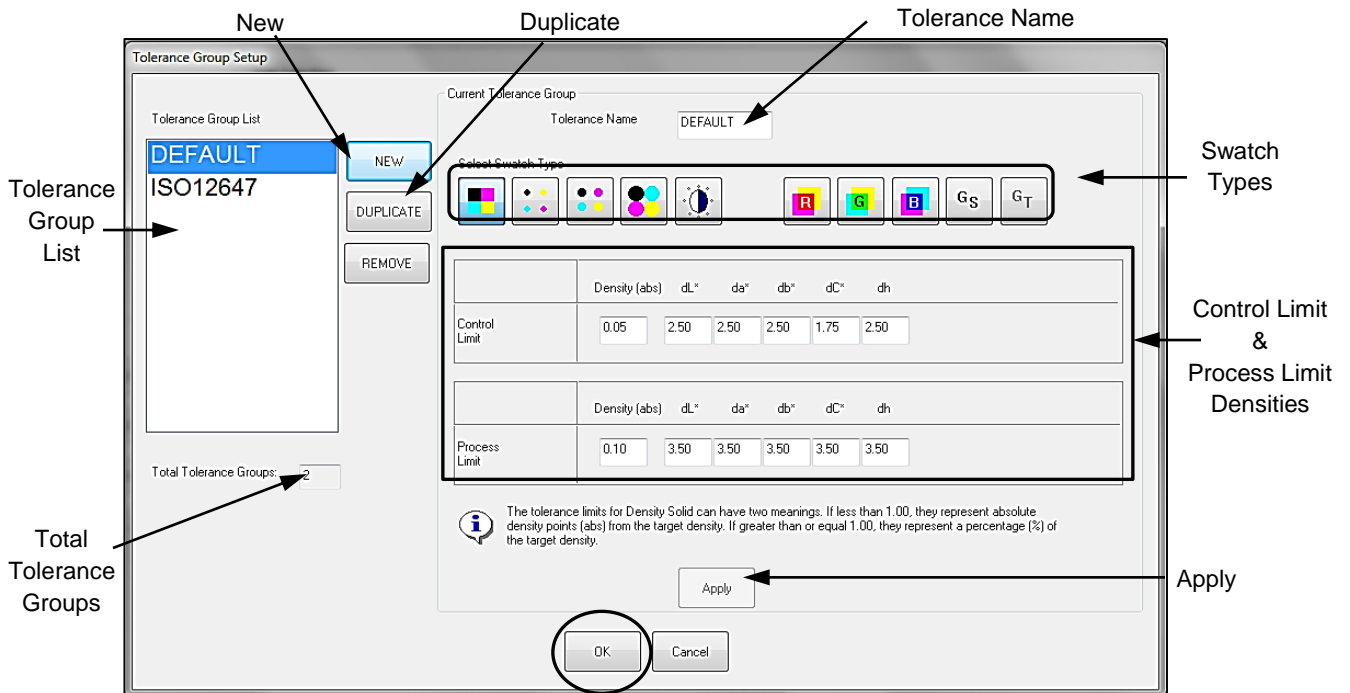 New
Duplicate
Tolerance Name
Tolerance Group Setup
Current Tolerance Group
Tolerance Group List
Tolerance Name
DEFAULT
DEFAULT
ISO12647
NEW
DUPLICATE
REMOVE
Select Swatch Type
R
G
B
GS
GT
Swatch
Types
Tolerance
Group
List
Density (abs) dL* da* db* dC* dh
Control
Limit
0.05 2.50 2.50 2.50 1.75 2.50
Density (abs) dL* da* db* dC* dh
Process
Limit
0.10 3.50 3.50 3.50 3.50 3.50
Control Limit
&
Process Limit
Densities
Total Tolerance Groups: 2
The tolerance limits for Density Solid can have two meanings. If less than 1.00, they represent absolute
density points (abs) from the target density. If greater than or equal 1.00, they represent a percentage (%) of
the target density.
Total
Tolerance
Groups
Apply
Apply
OK
Cancel